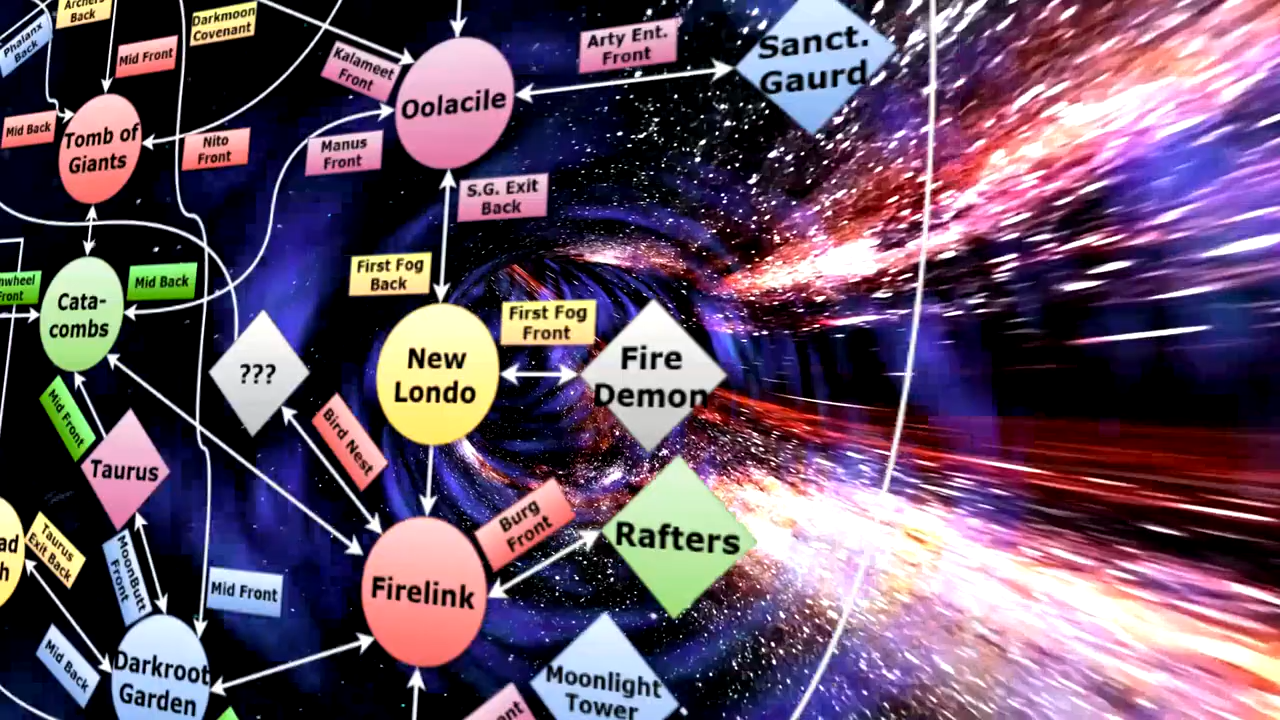 Archers
Back
Phalanx
Back
Darkmoon
Covenant
Mid Front
Kalameet
Front
Arty Ent.
Front
Sanct.
Gaurd
Oolacile
Mid Back
Tomb of
Giants
Nito
Front
Manus
Front
S.G. Exit
Back
First Fog
Back
Mid Back
Front
Cata-
combs
First Fog
Front
New
Londo
Fire
Demon
???
Mid Front
Taurus
Bird Nest
Burg
Front
Rafters
Taurus
Exit Back
MoonButt
Front
Mid Front
Firelink
Mid Back
Darkroot
Garden
Moonlight
Tower